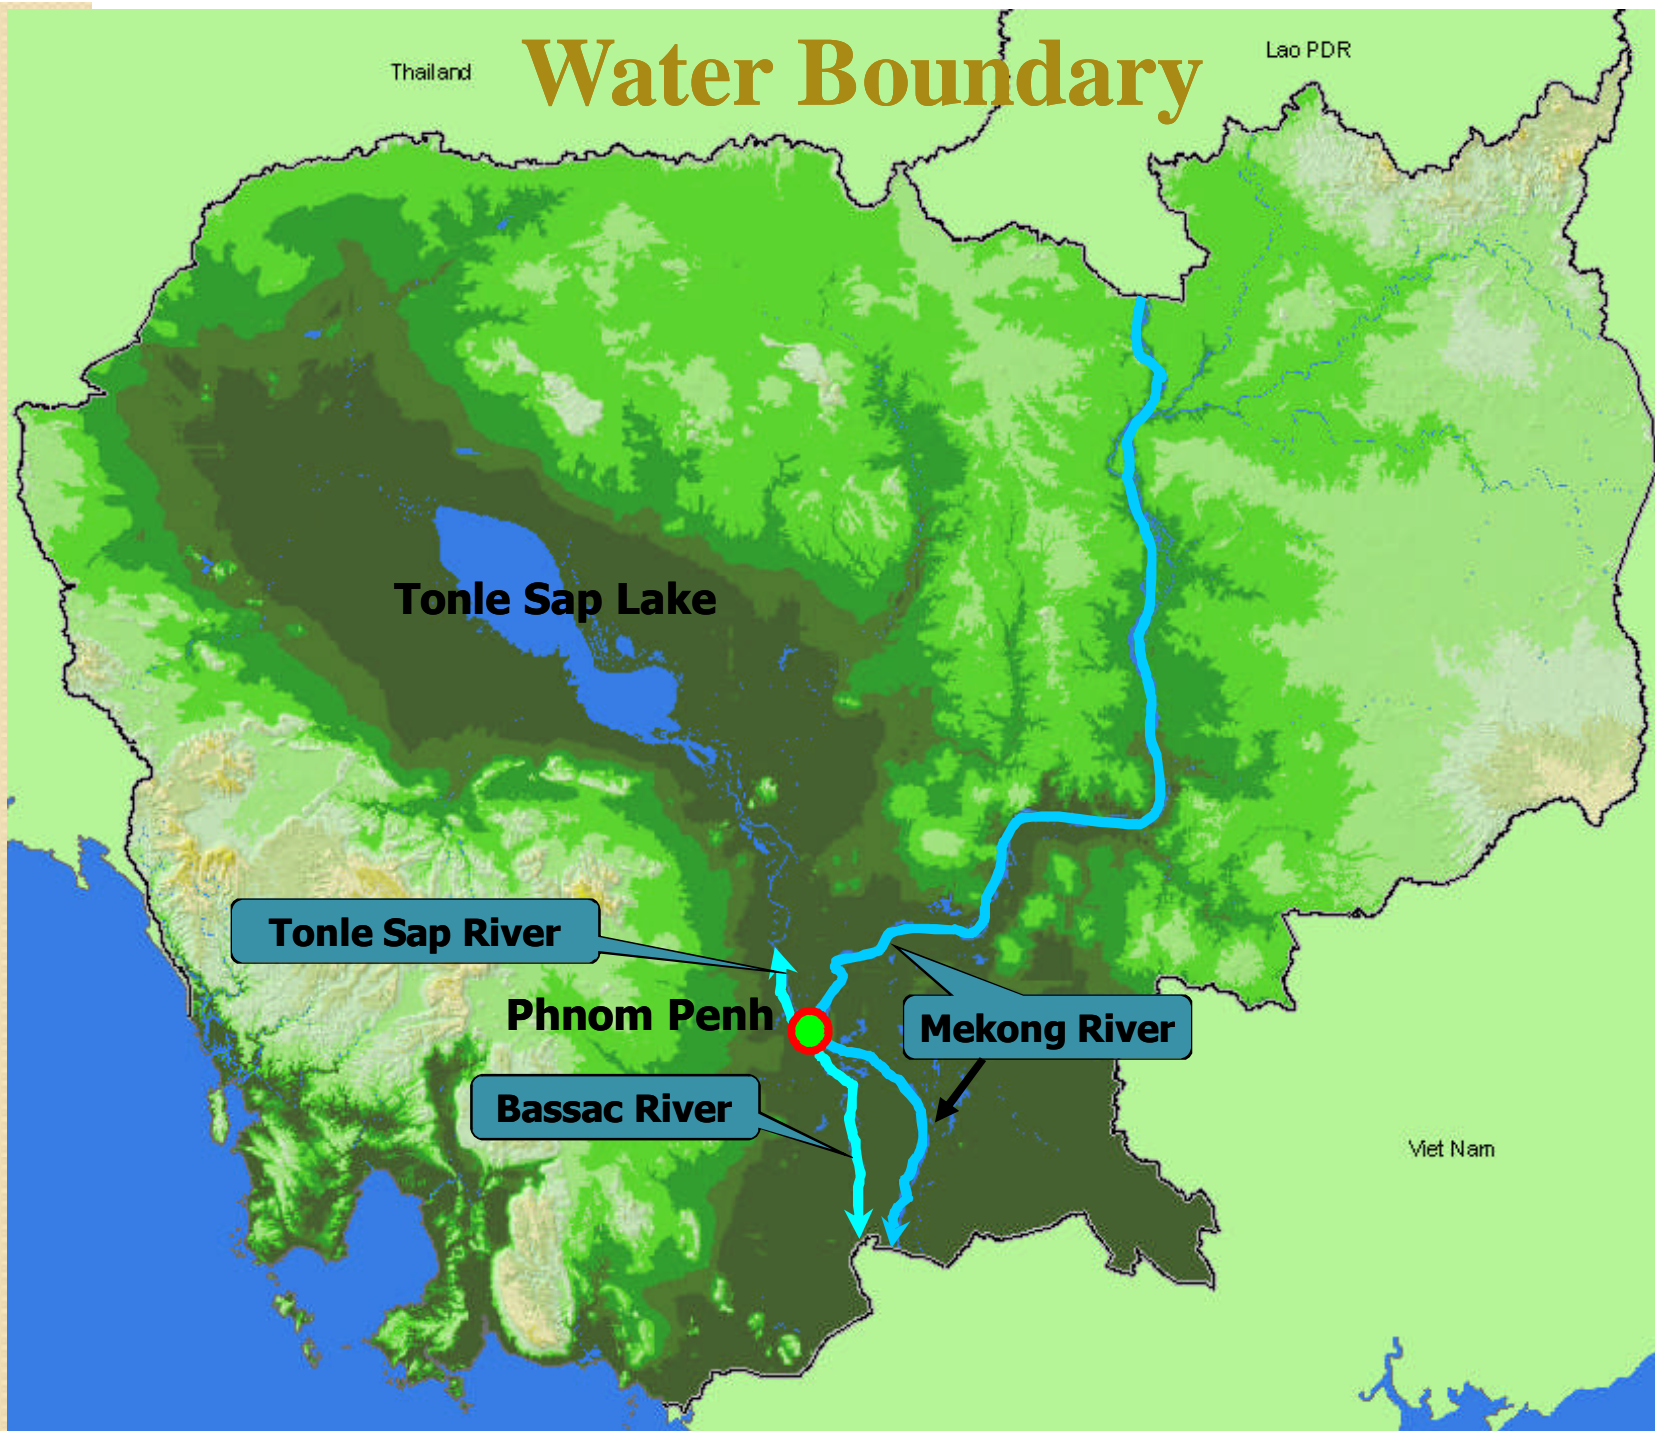 Water Boundary
Thailand
Lao PDR
Tonle Sap Lake
Tonle Sap River
Phnom Penh
Mekong River
Bassac River
Viet Nam